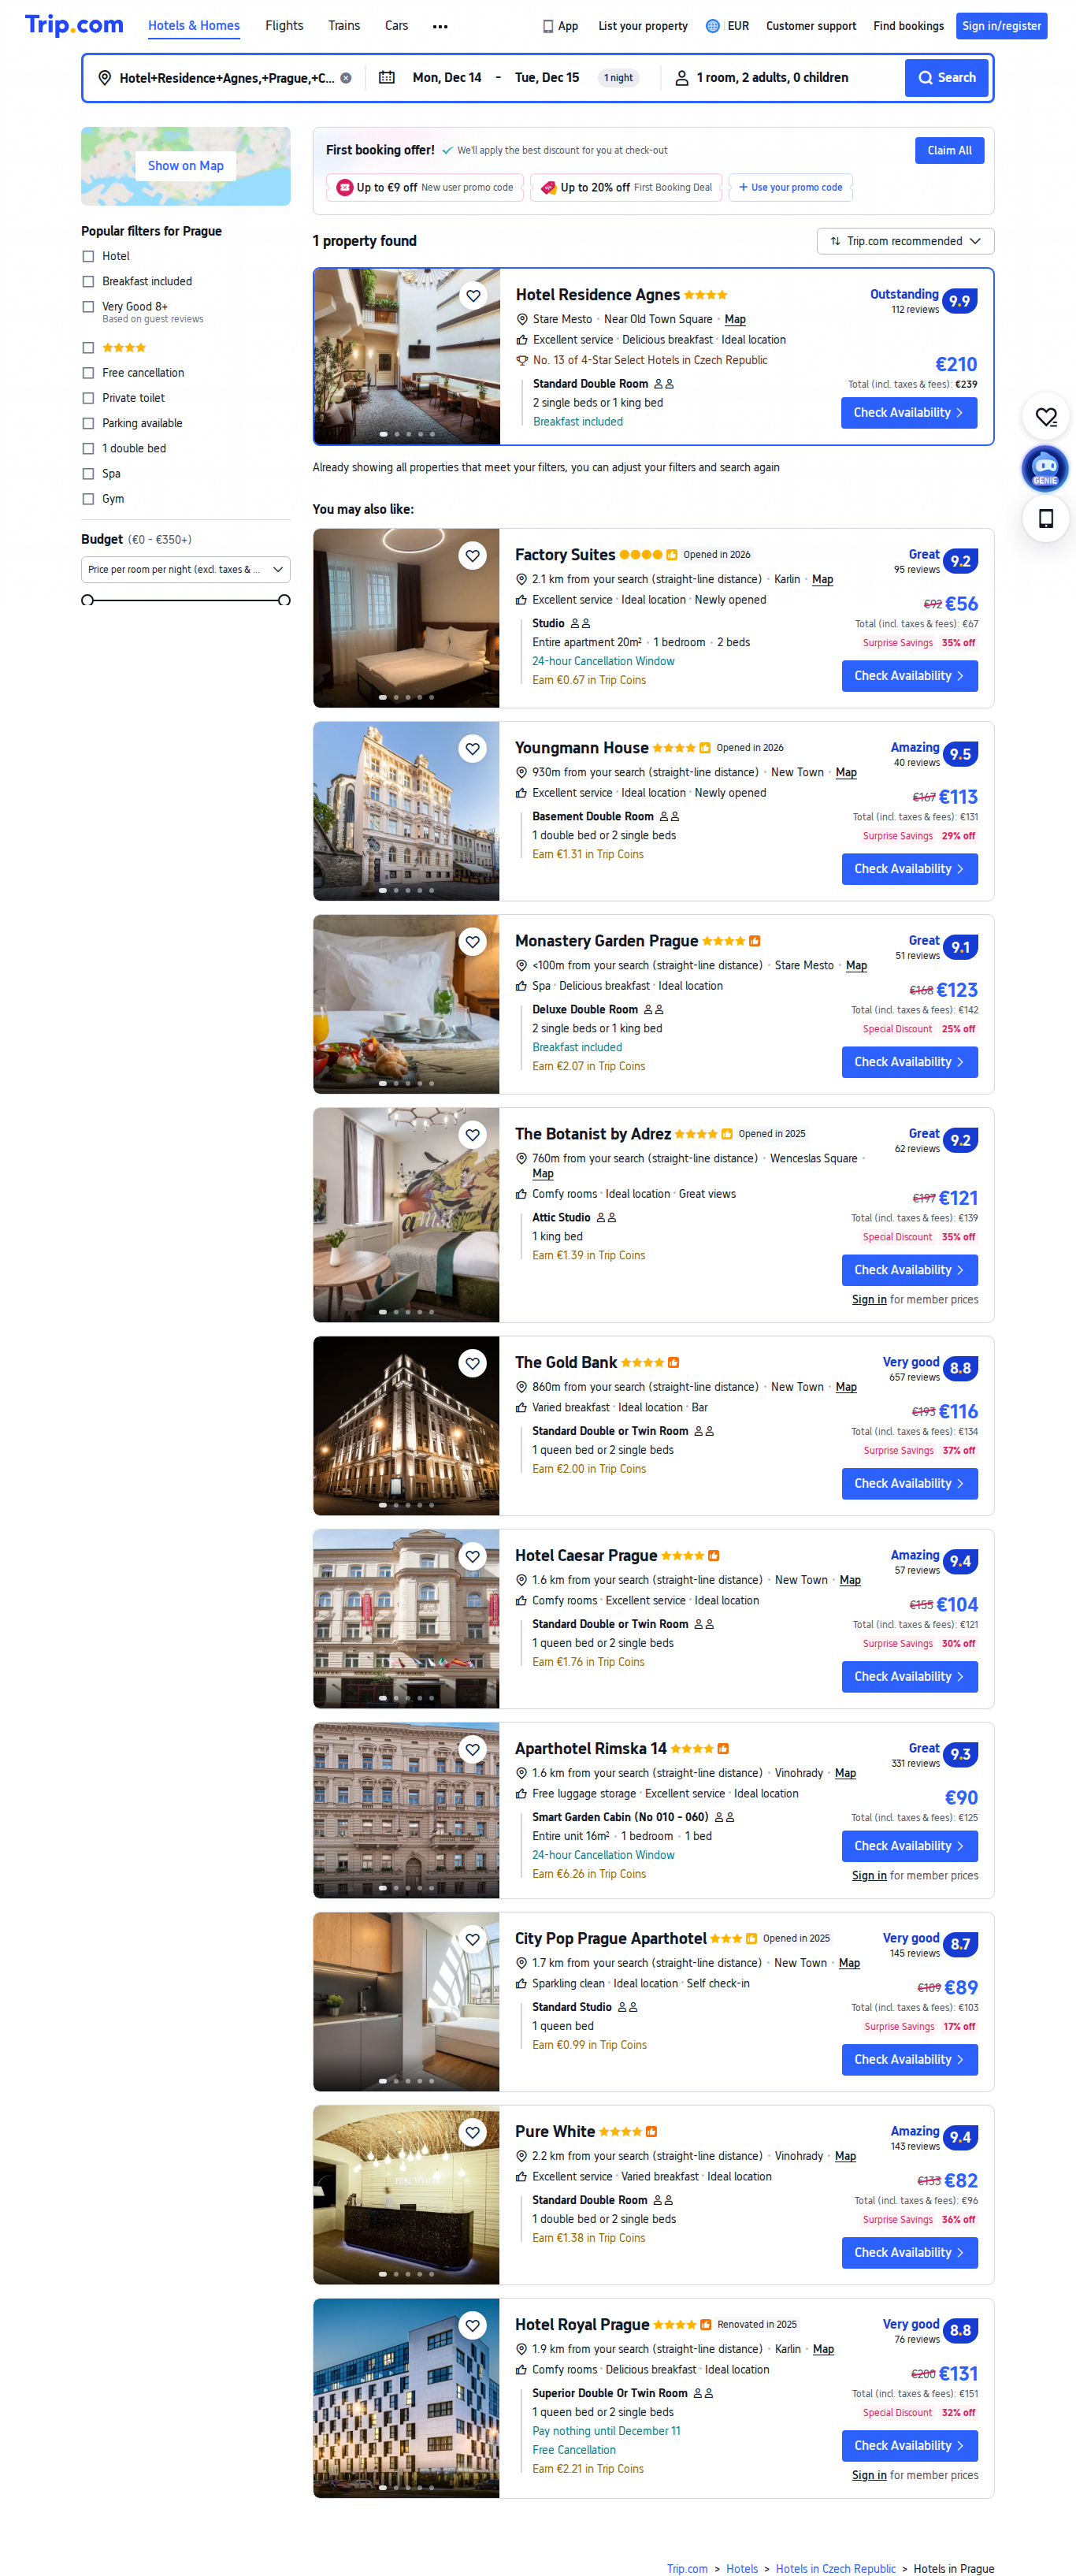 Trip.com
Hotels & Homes
Flights
Trains
Cars
App
List your property
EUR
Customer support
Find bookings
Sign in/register
Hotel+Residence+Agnes,+Prague,+C...
Mon, Dec 14 - Tue, Dec 15
1 night
1 room, 2 adults, 0 children
Search
Show on Map
Popular filters for Prague
Hotel
Breakfast included
Very Good 8+
Based on guest reviews
Free cancellation
Private toilet
Parking available
1 double bed
Spa
Gym
Budget (€0 - €350+)
Price per room per night (excl. taxes & ...
First booking offer! We'll apply the best discount for you at check-out
Claim All
Up to €9 off New user promo code
Up to 20% off First Booking Deal
+ Use your promo code
1 property found
Trip.com recommended
Hotel Residence Agnes
Outstanding 9.9
112 reviews
Stare Mesto · Near Old Town Square · Map
Excellent service · Delicious breakfast · Ideal location
No. 13 of 4-Star Select Hotels in Czech Republic
Standard Double Room
2 single beds or 1 king bed
Breakfast included
€210
Total (incl. taxes & fees): €239
Check Availability
GENIE
Already showing all properties that meet your filters, you can adjust your filters and search again
You may also like:
Factory Suites Opened in 2026
Great 9.2
95 reviews
2.1 km from your search (straight-line distance) · Karlin · Map
Excellent service · Ideal location · Newly opened
Studio
Entire apartment 20m² · 1 bedroom · 2 beds
24-hour Cancellation Window
Earn €0.67 in Trip Coins
€92 €56
Total (incl. taxes & fees): €67
Surprise Savings 35% off
Check Availability
Youngmann House Opened in 2026
Amazing 9.5
40 reviews
930m from your search (straight-line distance) · New Town · Map
Excellent service · Ideal location · Newly opened
Basement Double Room
1 double bed or 2 single beds
Earn €1.31 in Trip Coins
€167 €113
Total (incl. taxes & fees): €131
Surprise Savings 29% off
Check Availability
Monastery Garden Prague
Great 9.1
51 reviews
<100m from your search (straight-line distance) · Stare Mesto · Map
Spa · Delicious breakfast · Ideal location
Deluxe Double Room
2 single beds or 1 king bed
Breakfast included
Earn €2.07 in Trip Coins
€168 €123
Total (incl. taxes & fees): €142
Special Discount 25% off
Check Availability
The Botanist by Adrez Opened in 2025
Great 9.2
62 reviews
760m from your search (straight-line distance) · Wenceslas Square ·
Map
Comfy rooms · Ideal location · Great views
Attic Studio
1 king bed
Earn €1.39 in Trip Coins
€197 €121
Total (incl. taxes & fees): €139
Special Discount 35% off
Check Availability
Sign in for member prices
The Gold Bank
Very good 8.8
657 reviews
860m from your search (straight-line distance) · New Town · Map
Varied breakfast · Ideal location · Bar
Standard Double or Twin Room
1 queen bed or 2 single beds
Earn €2.00 in Trip Coins
€193 €116
Total (incl. taxes & fees): €134
Surprise Savings 37% off
Check Availability
Hotel Caesar Prague
Amazing 9.4
57 reviews
1.6 km from your search (straight-line distance) · New Town · Map
Comfy rooms · Excellent service · Ideal location
Standard Double or Twin Room
1 queen bed or 2 single beds
Earn €1.76 in Trip Coins
€155 €104
Total (incl. taxes & fees): €121
Surprise Savings 30% off
Check Availability
Aparthotel Rimska 14
Great 9.3
331 reviews
1.6 km from your search (straight-line distance) · Vinohrady · Map
Free luggage storage · Excellent service · Ideal location
Smart Garden Cabin (No 010 - 060)
Entire unit 16m² · 1 bedroom · 1 bed
24-hour Cancellation Window
Earn €6.26 in Trip Coins
€90
Total (incl. taxes & fees): €125
Check Availability
Sign in for member prices
City Pop Prague Aparthotel Opened in 2025
Very good 8.7
145 reviews
1.7 km from your search (straight-line distance) · New Town · Map
Sparkling clean · Ideal location · Self check-in
Standard Studio
1 queen bed
Earn €0.99 in Trip Coins
€109 €89
Total (incl. taxes & fees): €103
Surprise Savings 17% off
Check Availability
Pure White
Amazing 9.4
143 reviews
2.2 km from your search (straight-line distance) · Vinohrady · Map
Excellent service · Varied breakfast · Ideal location
Standard Double Room
1 double bed or 2 single beds
Earn €1.38 in Trip Coins
€133 €82
Total (incl. taxes & fees): €96
Surprise Savings 36% off
Check Availability
Hotel Royal Prague Renovated in 2025
Very good 8.8
76 reviews
1.9 km from your search (straight-line distance) · Karlin · Map
Comfy rooms · Delicious breakfast · Ideal location
Superior Double Or Twin Room
1 queen bed or 2 single beds
Pay nothing until December 11
Free Cancellation
Earn €2.21 in Trip Coins
€200 €131
Total (incl. taxes & fees): €151
Special Discount 32% off
Check Availability
Sign in for member prices
Trip.com > Hotels > Hotels in Czech Republic > Hotels in Prague